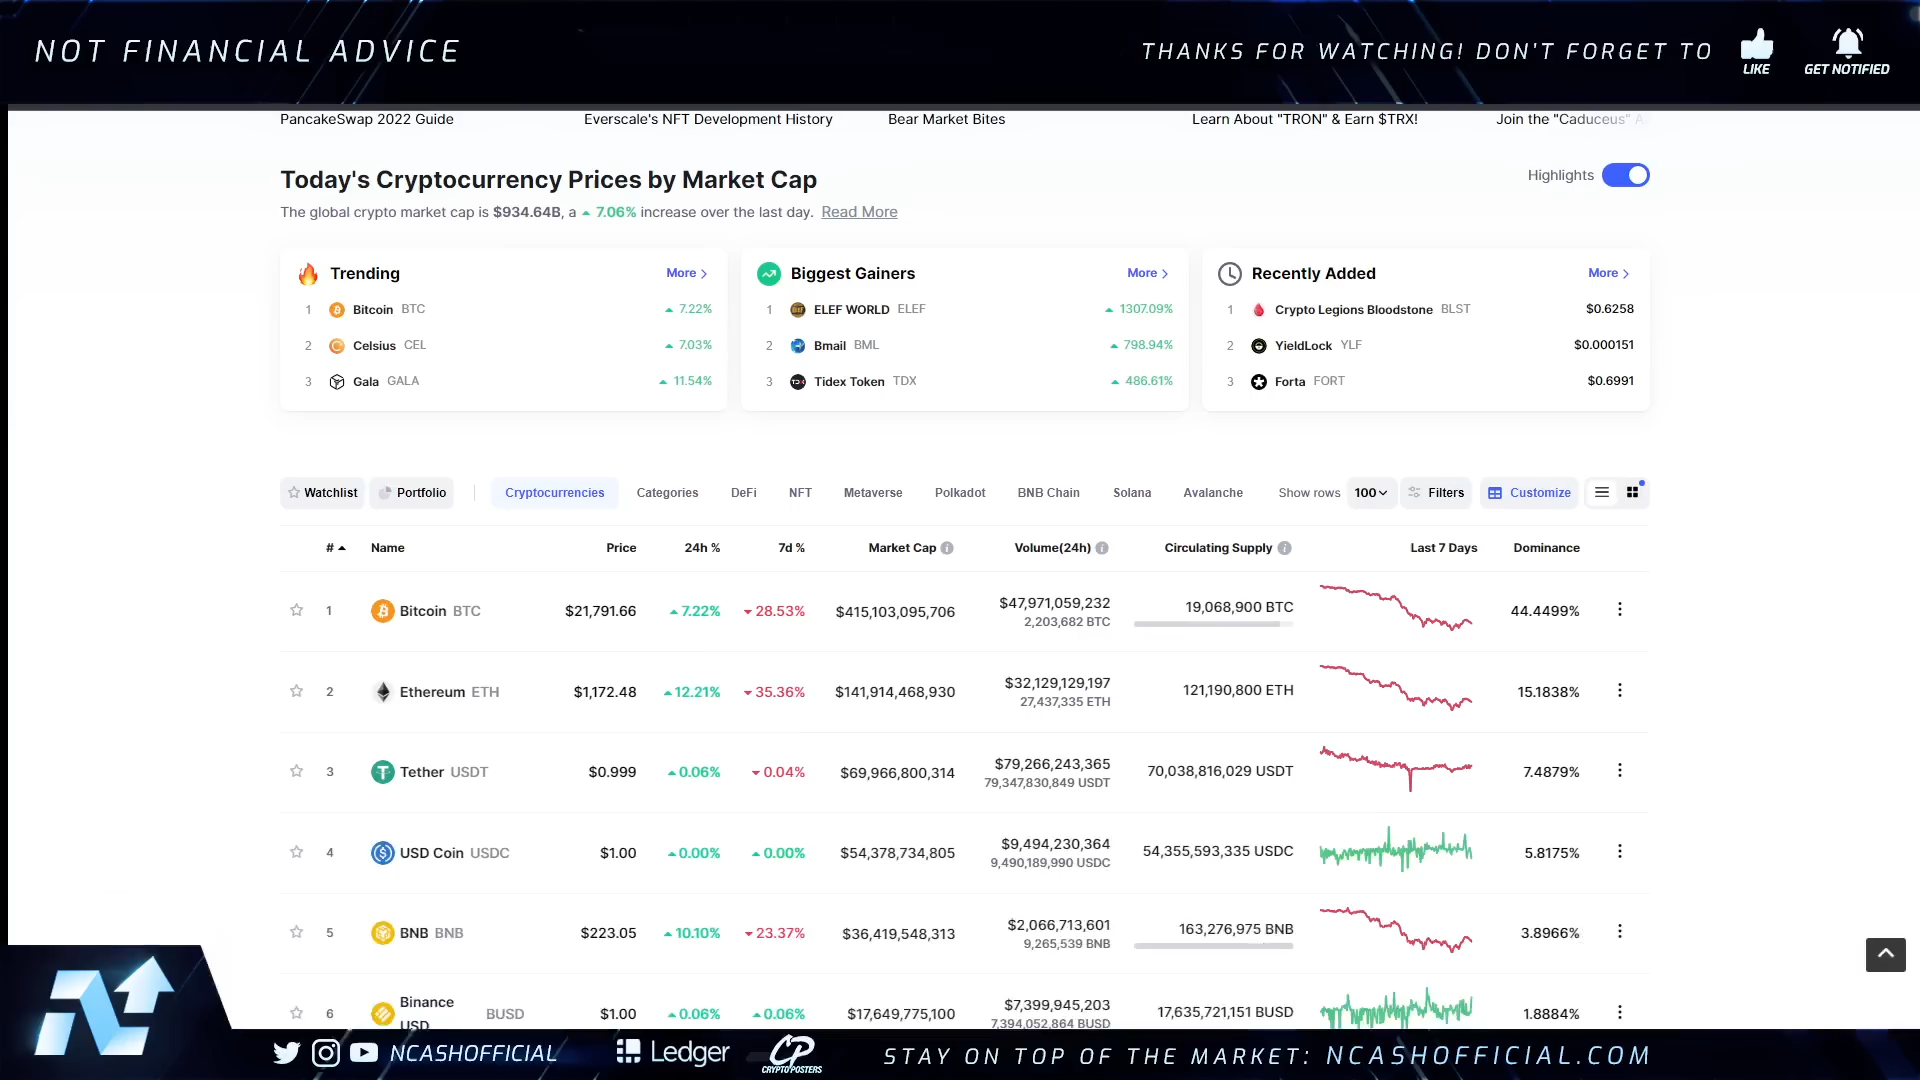 NOT FINANCIAL ADVICE
THANKS FOR WATCHING! DON'T FORGET TO
LIKE
GET NOTIFIED
PancakeSwap 2022 Guide
Everscale's NFT Development History
Bear Market Bites
Learn About "TRON" & Earn $TRX!
Join the "Caduceus" A
Today's Cryptocurrency Prices by Market Cap
Highlights
The global crypto market cap is $934.64B, a 7.06% increase over the last day. Read More
Trending
More
1 Bitcoin BTC 7.22%
2 Celsius CEL 7.03%
3 Gala GALA 11.54%
Biggest Gainers
More
1 ELEF WORLD ELEF 1307.09%
2 Bmail BML 798.94%
3 Tidex Token TDX 486.61%
Recently Added
More
1 Crypto Legions Bloodstone BLST $0.6258
2 YieldLock YLF $0.000151
3 Forta FORT $0.6991
Watchlist Portfolio Cryptocurrencies Categories DeFi NFT Metaverse Polkadot BNB Chain Solana Avalanche Show rows 100 Filters Customize
# Name Price 24h % 7d % Market Cap Volume(24h) Circulating Supply Last 7 Days Dominance
1 Bitcoin BTC $21,791.66 7.22% 28.53% $415,103,095,706 $47,971,059,232 19,068,900 BTC 44.4499%
2,203,682 BTC
2 Ethereum ETH $1,172.48 12.21% 35.36% $141,914,468,930 $32,129,129,197 121,190,800 ETH 15.1838%
27,437,335 ETH
3 Tether USDT $0.999 0.06% 0.04% $69,966,800,314 $79,266,243,365 70,038,816,029 USDT 7.4879%
79,347,830,849 USDT
4 USD Coin USDC $1.00 0.00% 0.00% $54,378,734,805 $9,494,230,364 54,355,593,335 USDC 5.8175%
9,490,189,990 USDC
5 BNB BNB $223.05 10.10% 23.37% $36,419,548,313 $2,066,713,601 163,276,975 BNB 3.8966%
9,265,539 BNB
6 Binance USD BUSD $1.00 0.06% 0.06% $17,649,775,100 $7,399,945,203 17,635,721,151 BUSD 1.8884%
7,394,052,864 BUSD
NCASHOFFICIAL
Ledger
CP
CRYPTO POSTERS
STAY ON TOP OF THE MARKET: NCASHOFFICIAL.COM